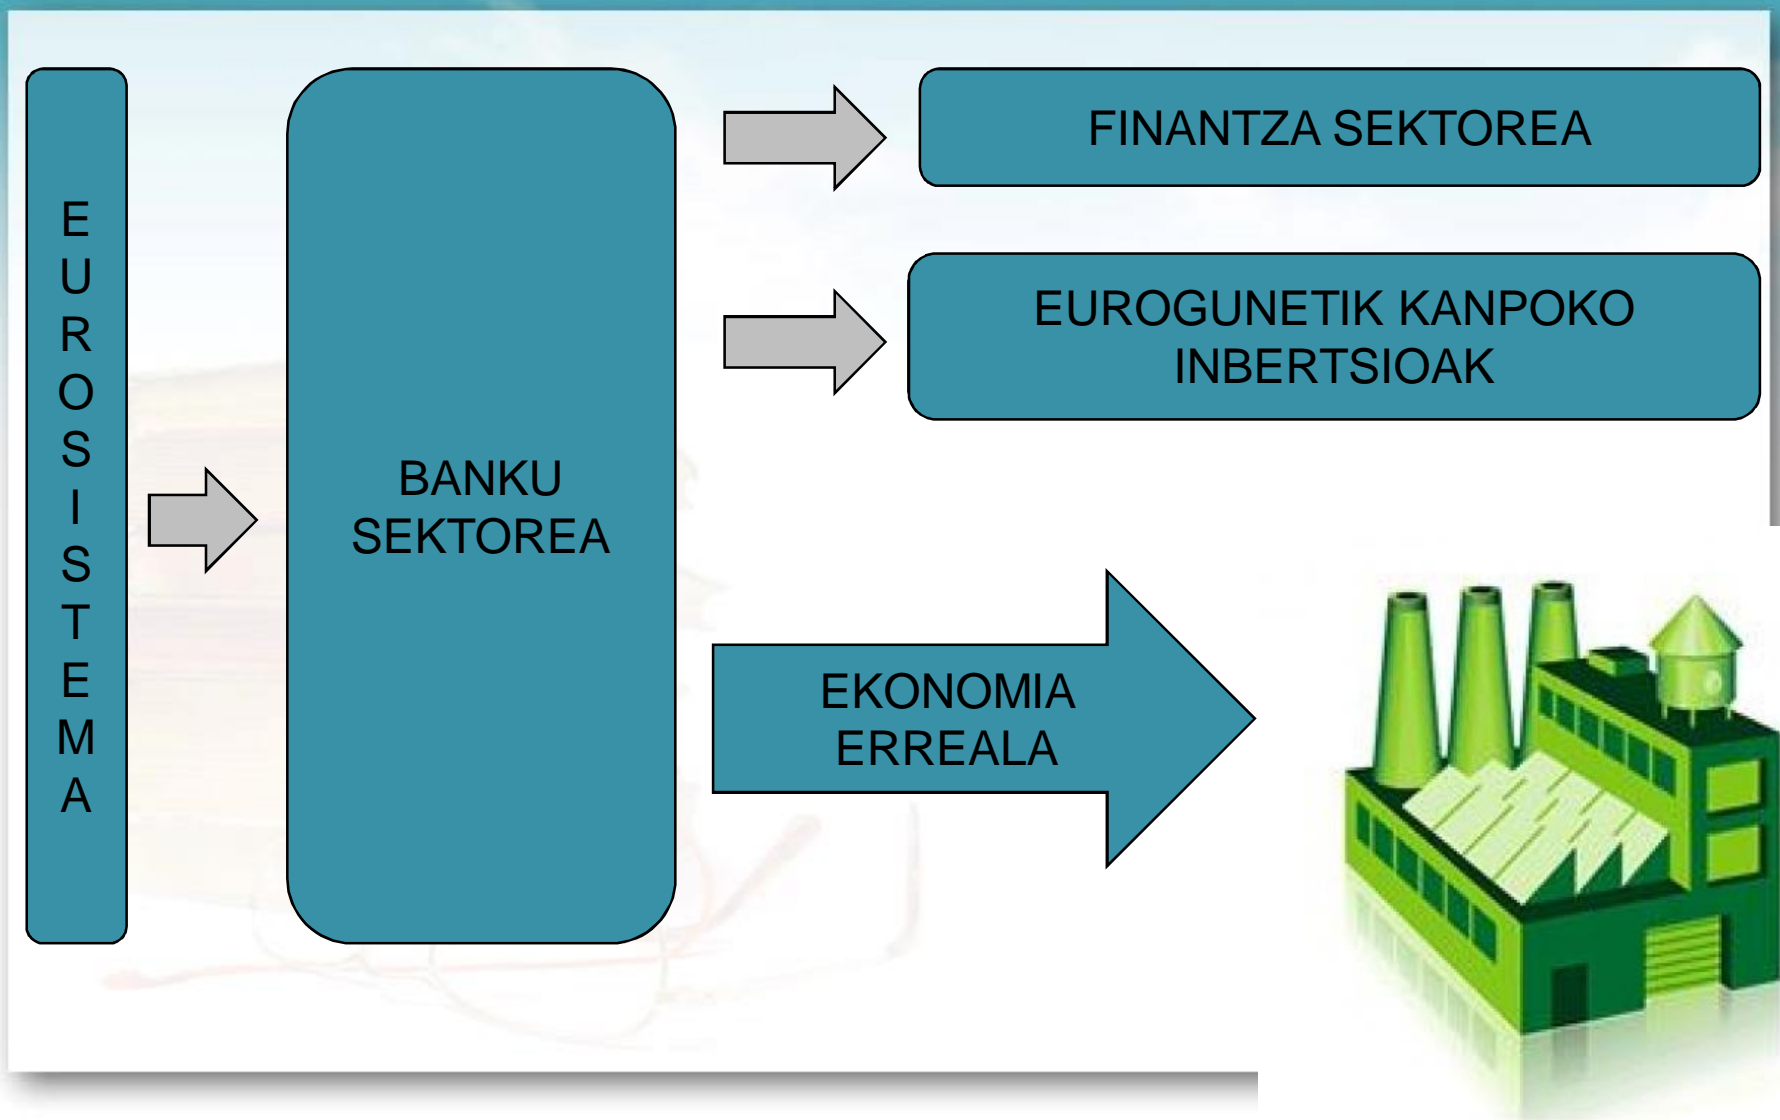 EUROSISTEMA
BANKU
SEKTOREA
FINANTZA SEKTOREA
EUROGUNETIK KANPOKO
INBERTSIOAK
EKONOMIA
ERREALA